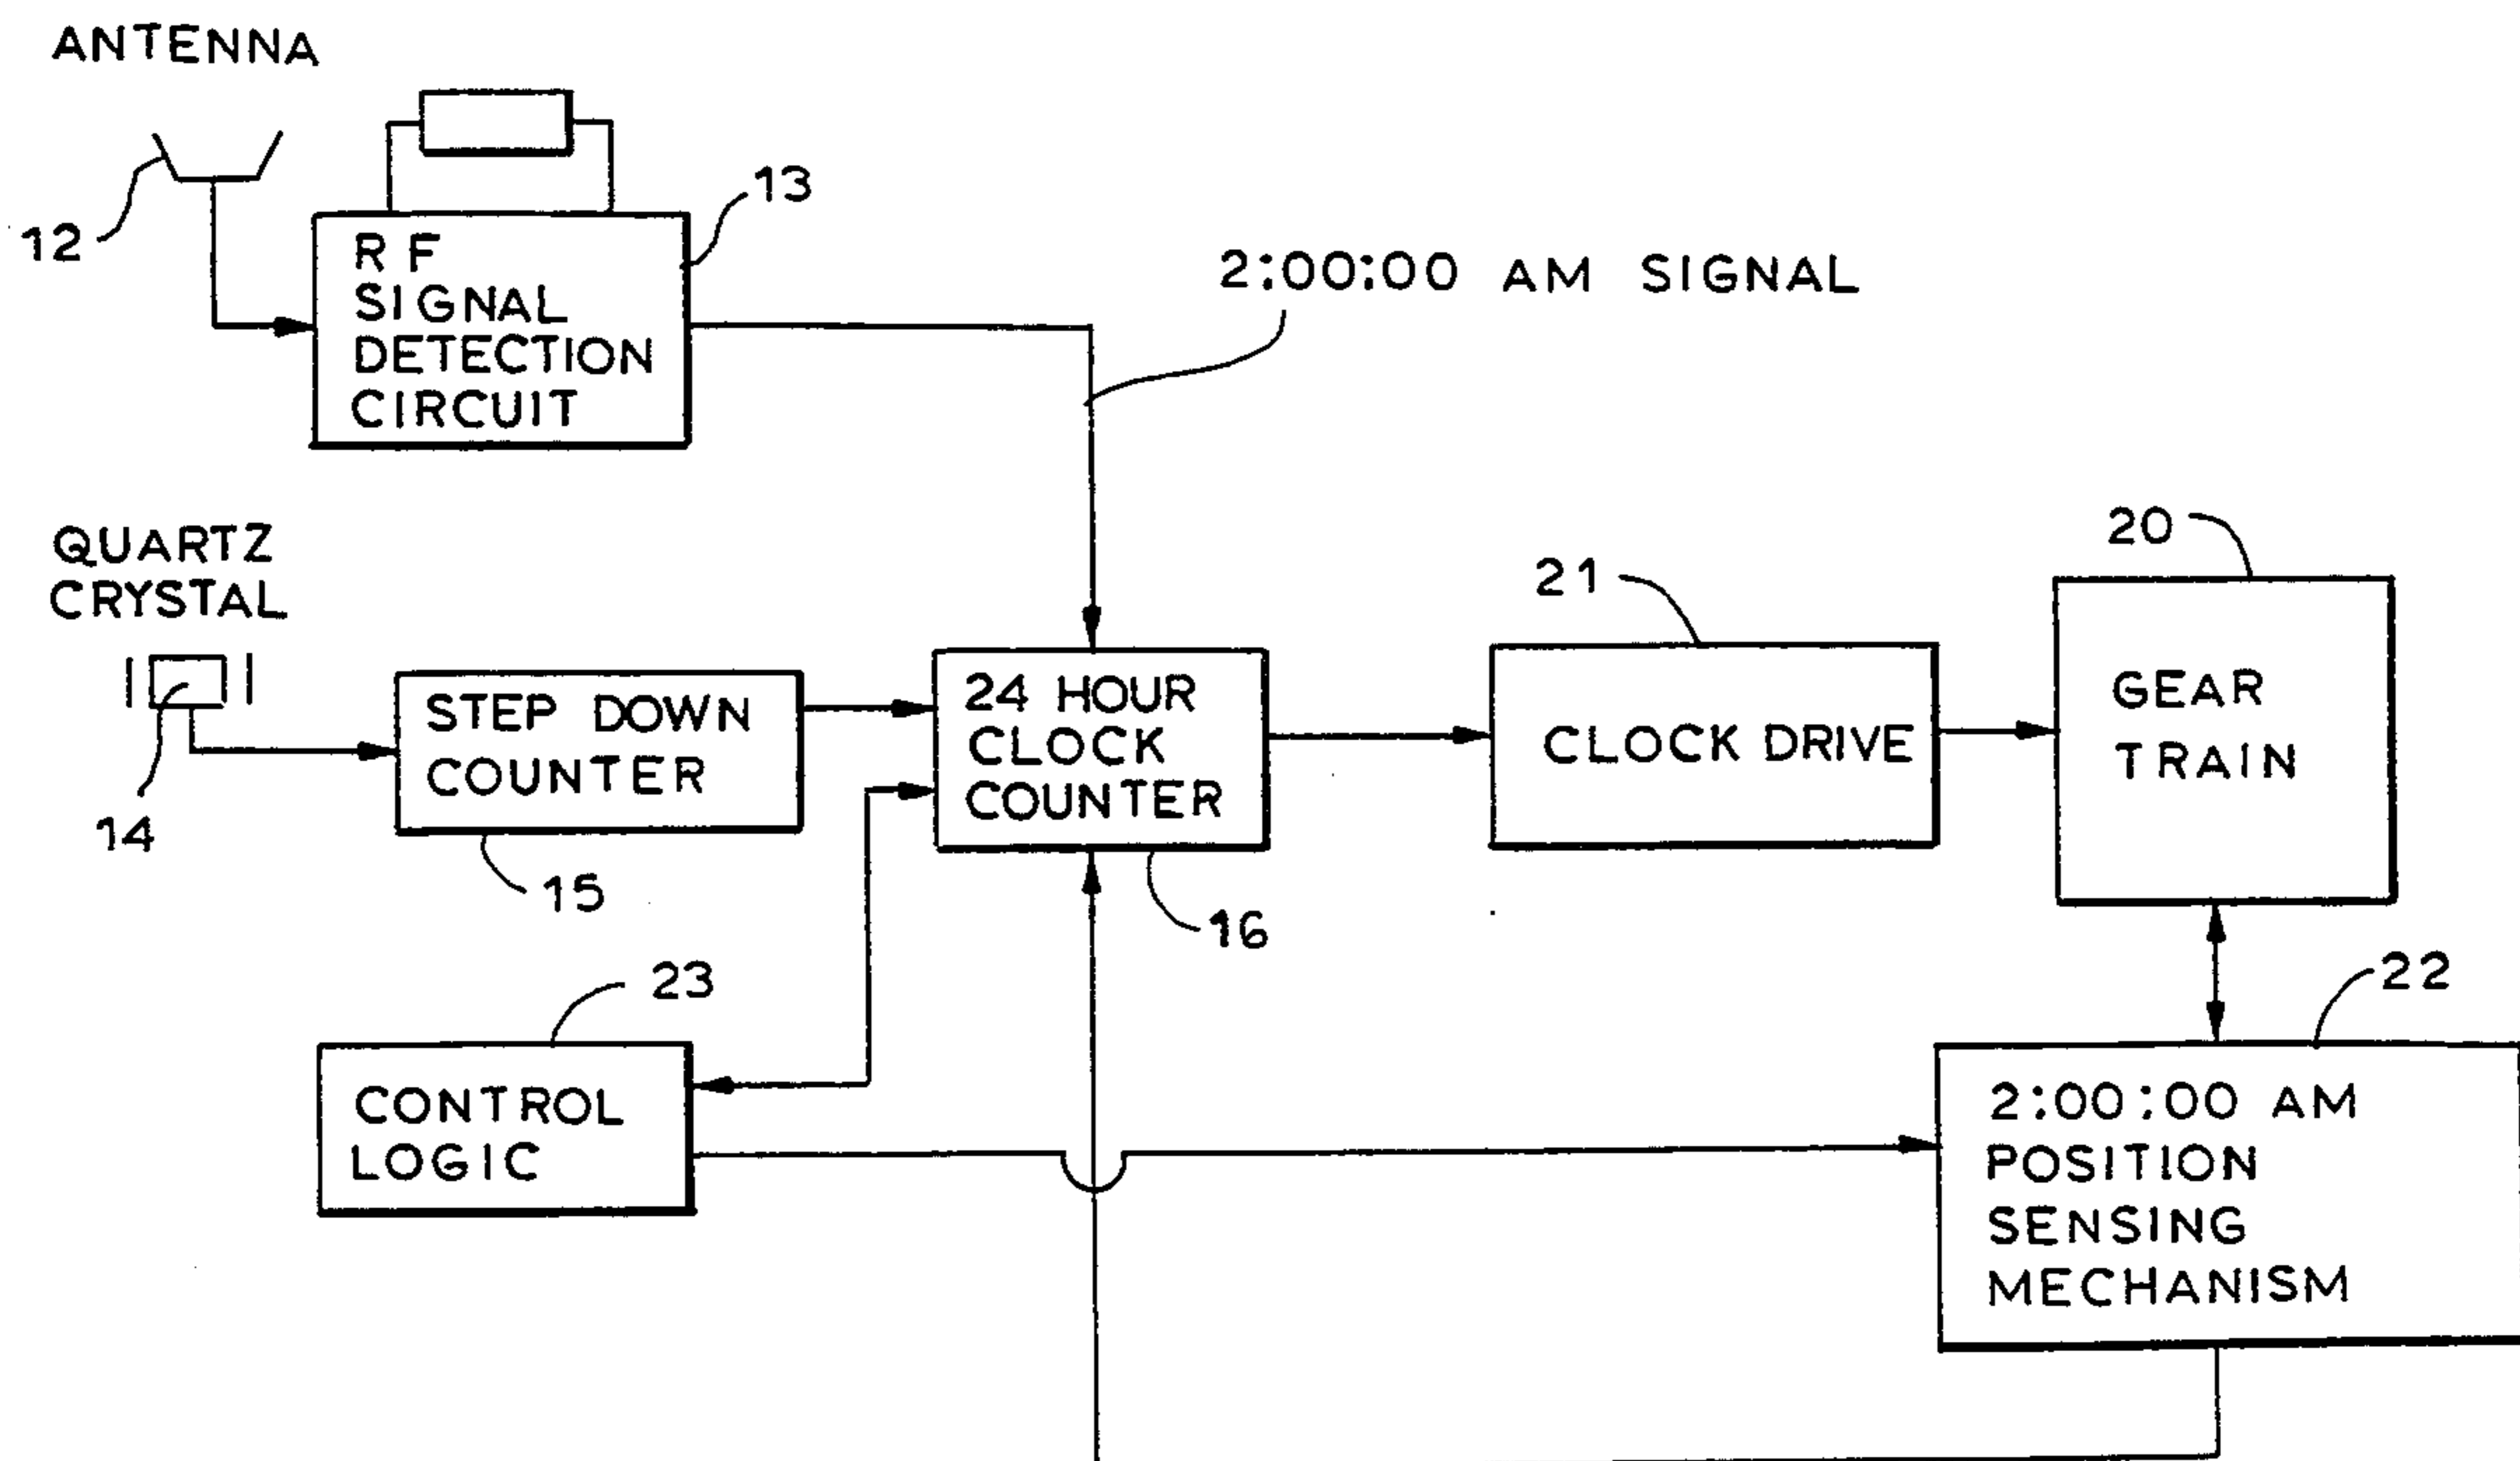 ANTENNA
12
13
RF
SIGNAL
DETECTION
CIRCUIT
2:00:00 AM SIGNAL
QUARTZ
CRYSTAL
14
STEP DOWN
COUNTER
15
24 HOUR
CLOCK
COUNTER
16
21
CLOCK DRIVE
20
GEAR
TRAIN
23
CONTROL
LOGIC
22
2:00:00 AM
POSITION
SENSING
MECHANISM